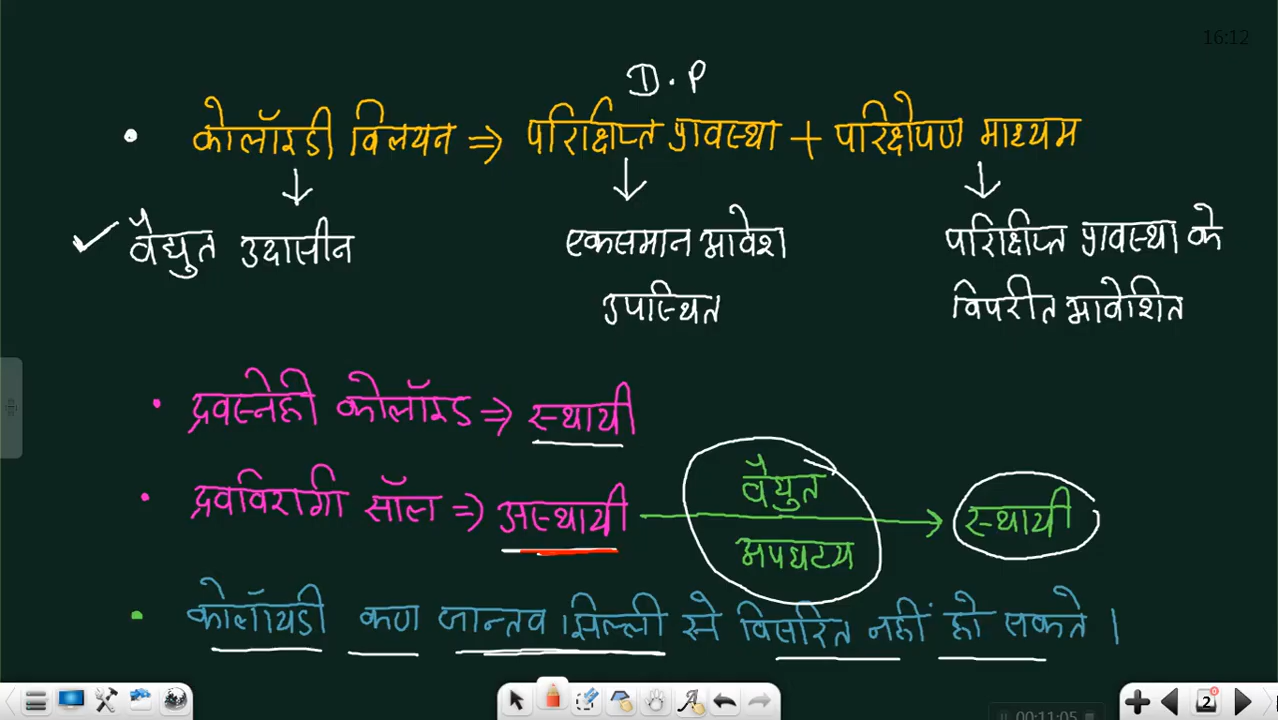 16:12
D.P
कोलॉइडी विलयन ⇒ परिक्षिप्त प्रावस्था + परिक्षेपण माध्यम
↓ ↓ ↓
वैद्युत उदासीन एकसमान आवेश परिक्षिप्त प्रावस्था के
उपस्थित विपरीत आवेशित
• द्रवस्नेही कोलॉइड ⇒ स्थायी
• द्रवविरागी सॉल ⇒ अस्थायी वैद्युत अपघट्य → स्थायी
• कोलॉयडी कण जान्तव झिल्ली से विसरित नहीं हो सकते ।
2
00:11:05